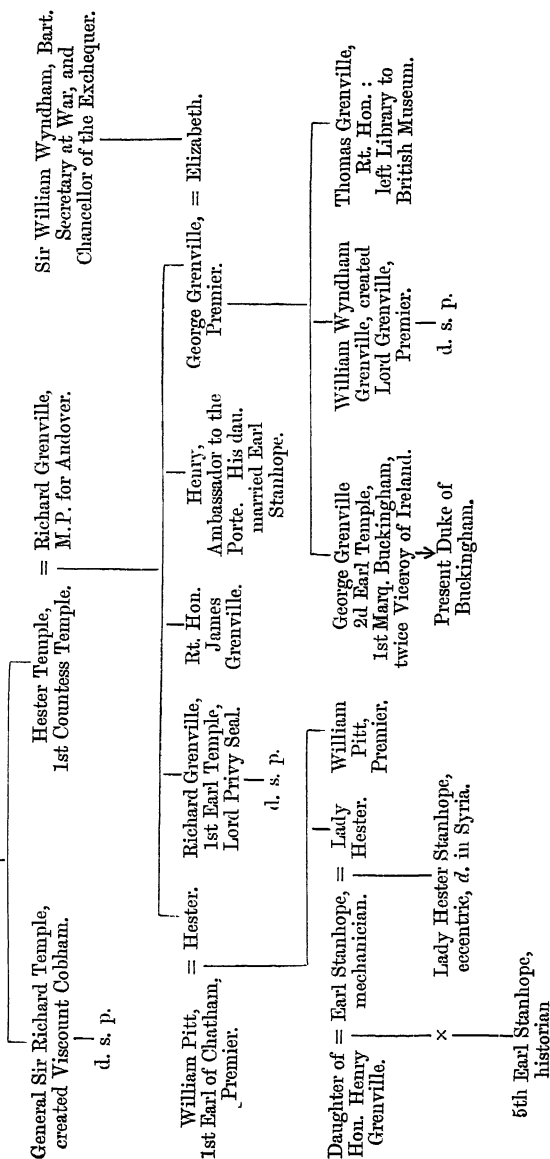 General Sir Richard Temple,
created Viscount Cobham.
d. s. p.
Hester Temple,
1st Countess Temple.
= Richard Grenville,
M.P. for Andover.
Sir William Wyndham, Bart.
Secretary at War, and
Chancellor of the Exchequer.
William Pitt,
1st Earl of Chatham,
Premier.
= Hester.
Richard Grenville,
1st Earl Temple,
Lord Privy Seal.
d. s. p.
Rt. Hon.
James
Grenville.
Henry,
Ambassador to the
Porte. His dau.
married Earl
Stanhope.
George Grenville,
Premier.
= Elizabeth.
Daughter of
Hon. Henry
Grenville.
= Earl Stanhope,
mechanician.
= Lady
Hester.
William
Pitt,
Premier.
George Grenville
2d Earl Temple,
1st Marq. Buckingham,
twice Viceroy of Ireland.
William Wyndham
Grenville, created
Lord Grenville,
Premier.
d. s. p.
Thomas Grenville,
Rt. Hon. :
left Library to
British Museum.
×
Lady Hester Stanhope,
eccentric, d. in Syria.
Present Duke of
Buckingham.
5th Earl Stanhope,
historian